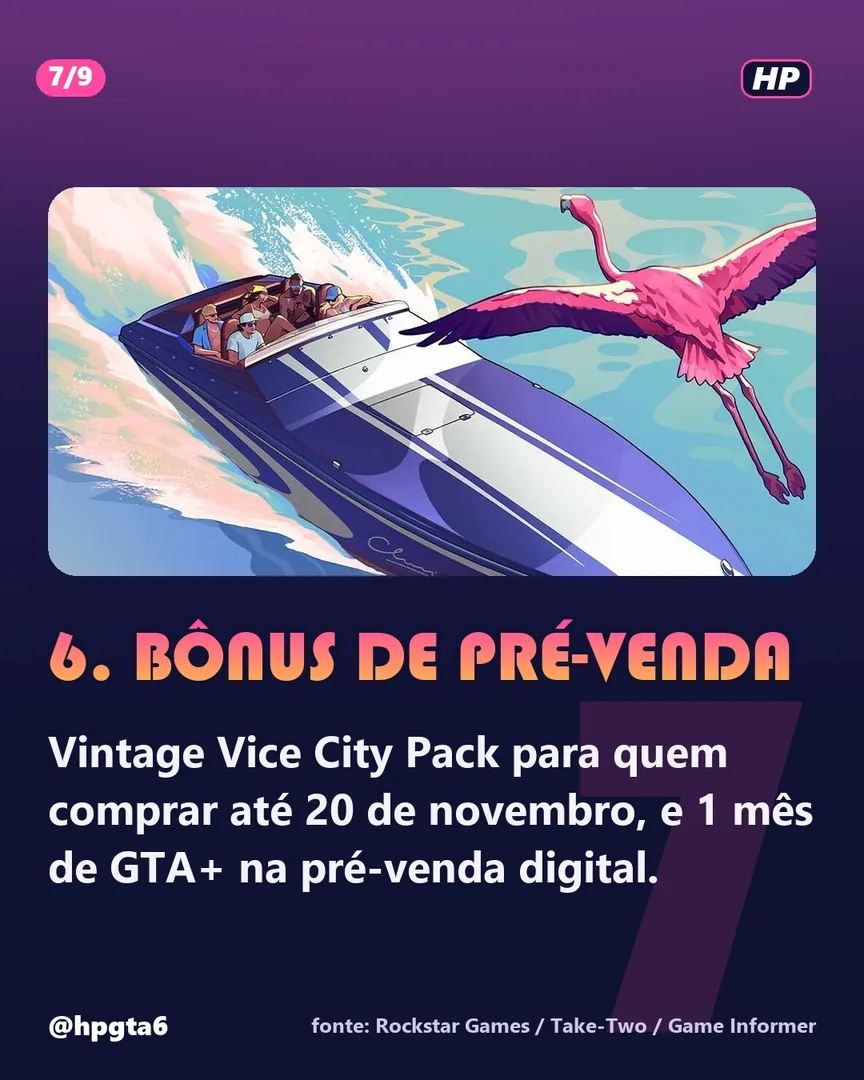 7/9
HP
6. BÔNUS DE PRÉ-VENDA
Vintage Vice City Pack para quem
comprar até 20 de novembro, e 1 mês
de GTA+ na pré-venda digital.
7
@hpgta6
fonte: Rockstar Games / Take-Two / Game Informer